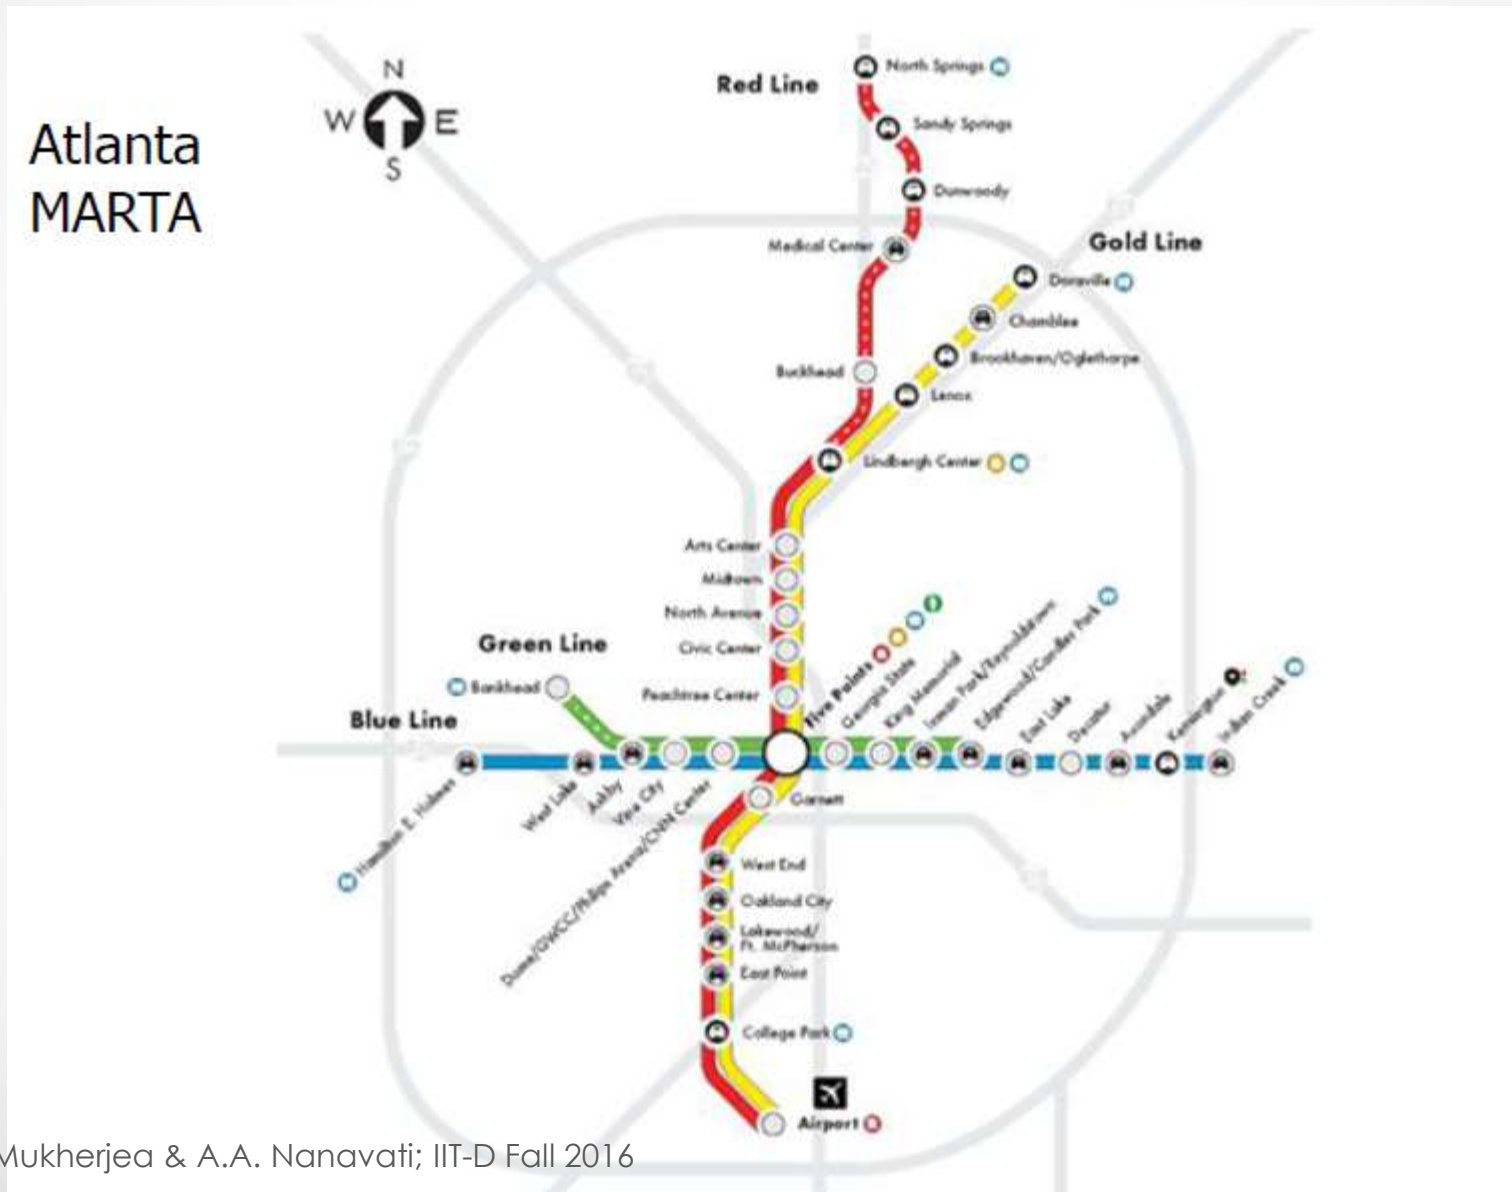 Atlanta
MARTA
N
W E
S
Red Line
North Springs
Sandy Springs
Dunwoody
Medical Center
Gold Line
Doraville
Chamblee
Brookhaven/Oglethorpe
Buckhead
Lenox
Lindbergh Center
Arts Center
Midtown
North Avenue
Civic Center
Peachtree Center
Green Line
Bankhead
Blue Line
Hamilton E. Holmes
West Lake
Ashby
Vine City
Dome/GWCC/Philips Arena/CNN Center
Five Points
Georgia State
King Memorial
Inman Park/Reynoldstown
Edgewood/Candler Park
East Lake
Decatur
Avondale
Kensington
Indian Creek
Garnett
West End
Oakland City
Lakewood/
Ft. McPherson
East Point
College Park
Airport
Mukherjea & A.A. Nanavati; IIT-D Fall 2016